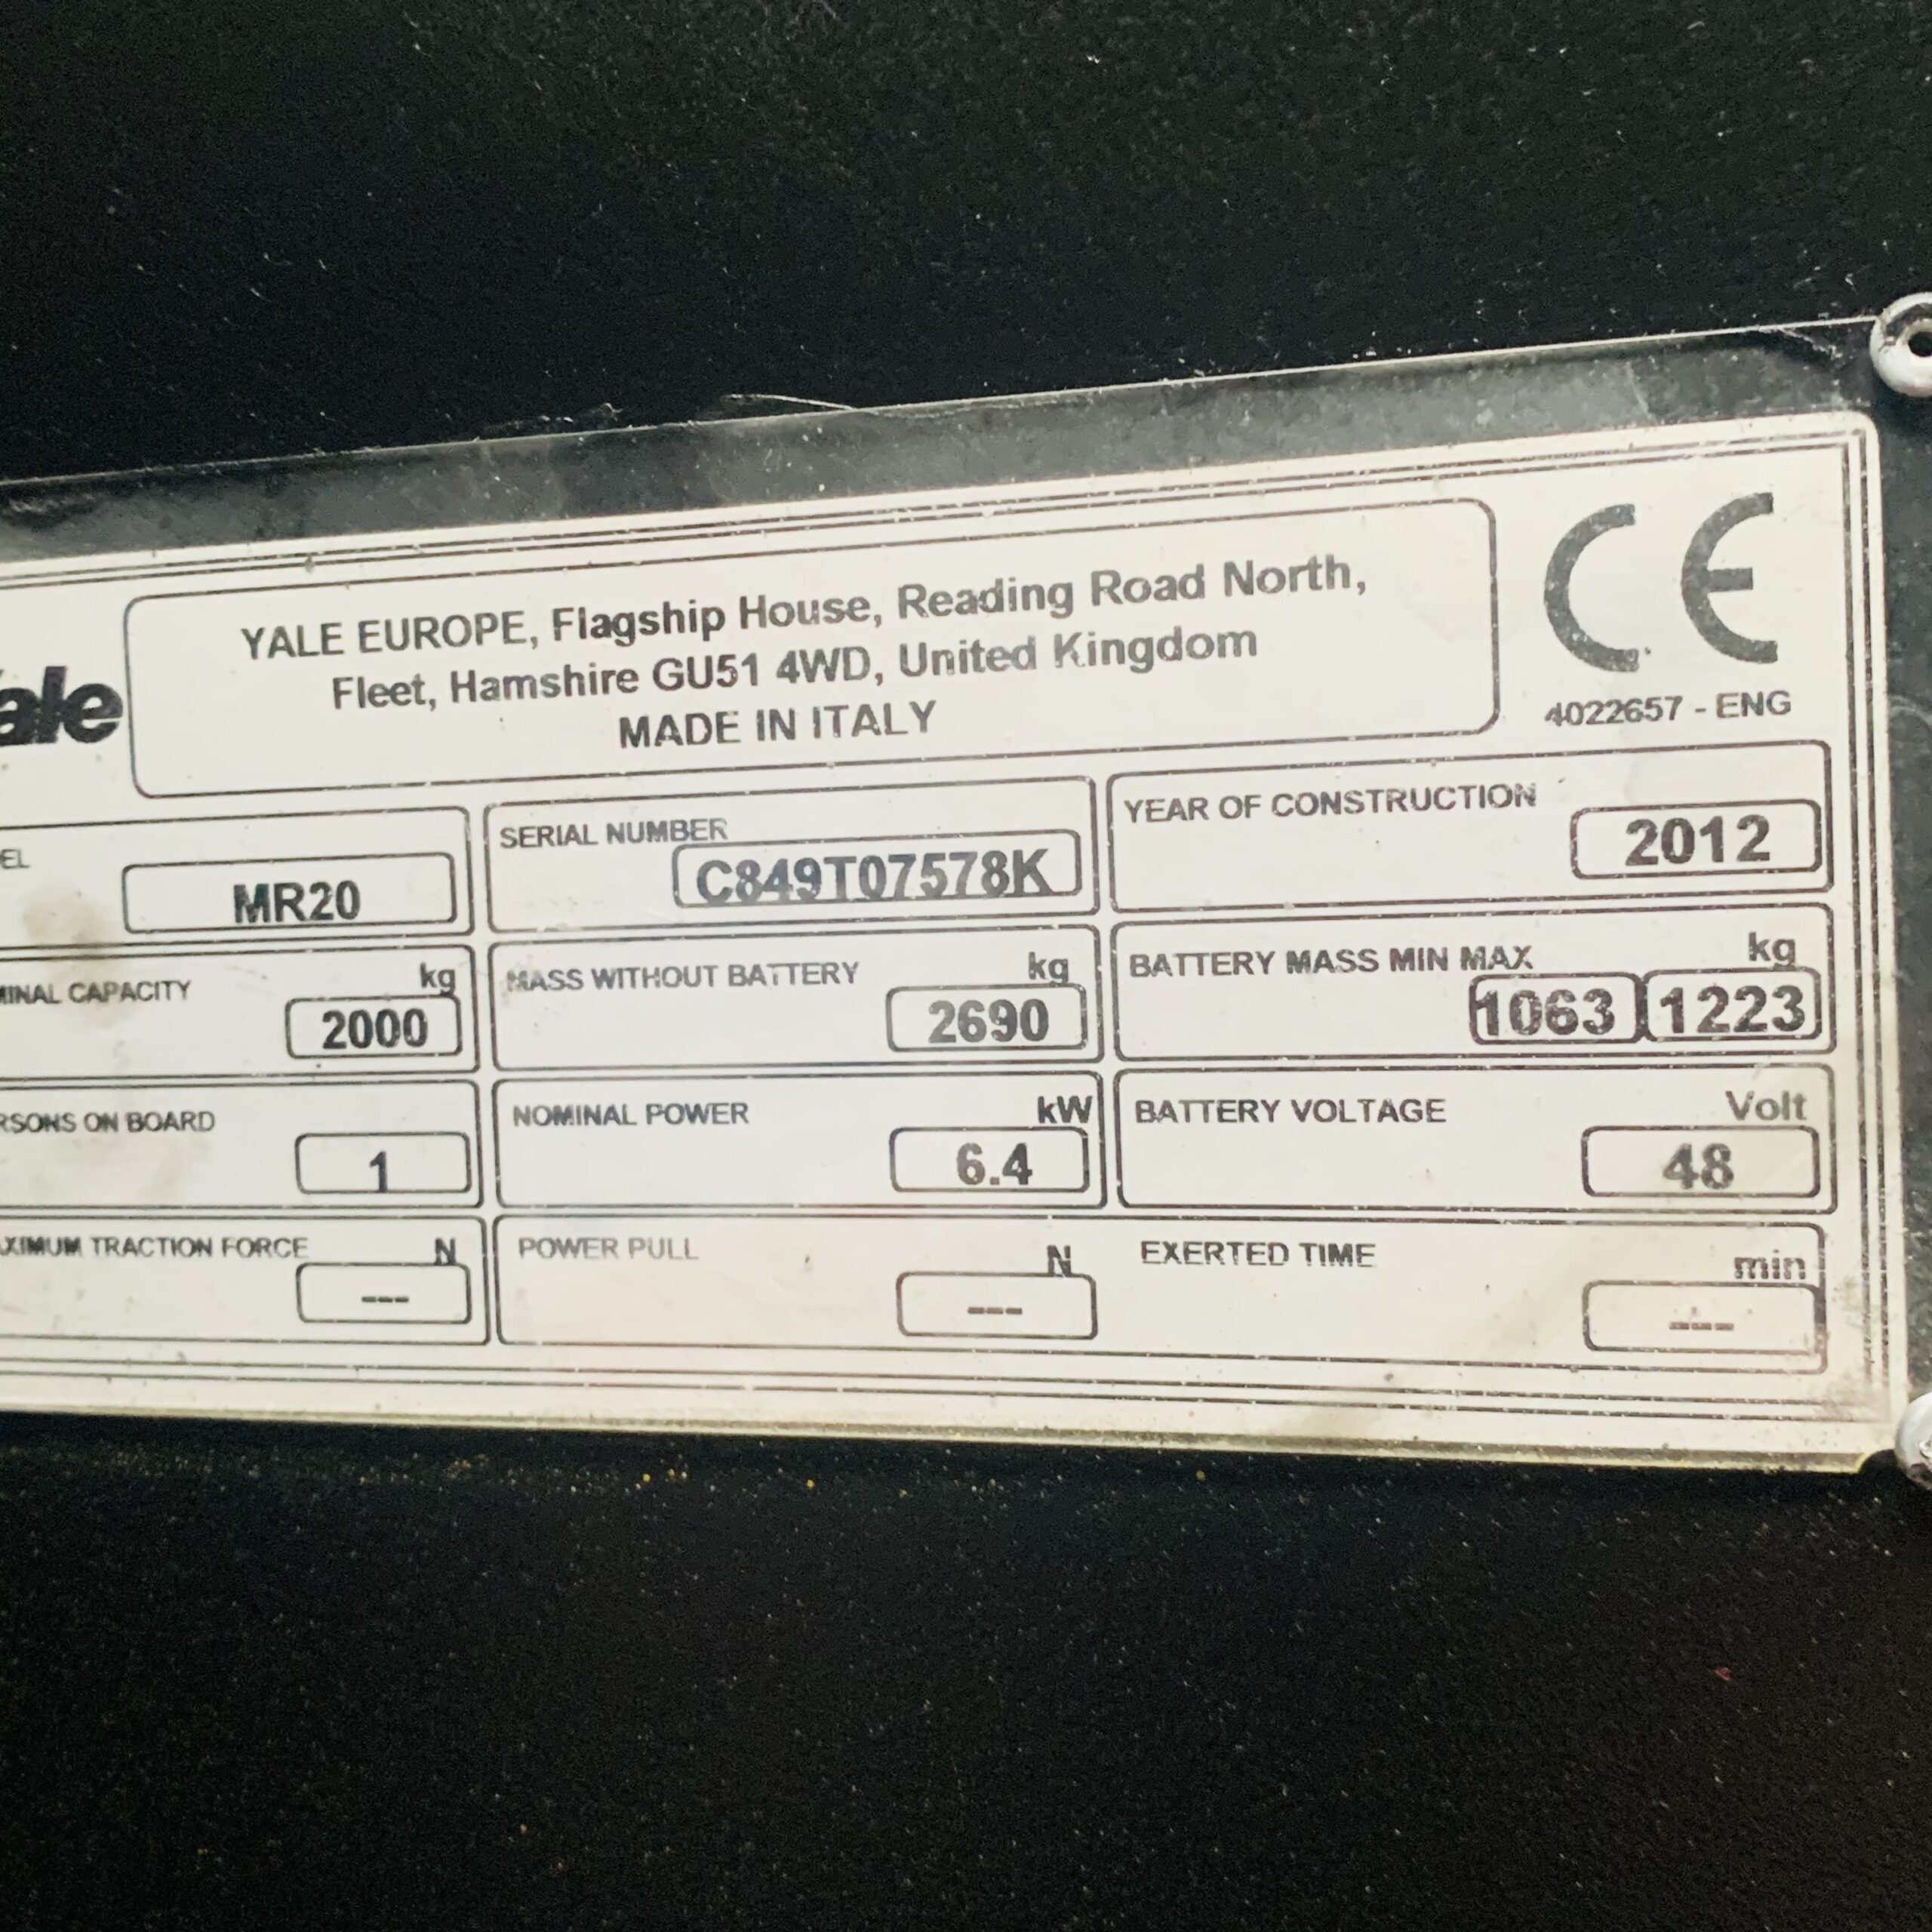 ale
YALE EUROPE, Flagship House, Reading Road North,
Fleet, Hamshire GU51 4WD, United Kingdom
MADE IN ITALY
CE
4022657 - ENG
EL
MR20
SERIAL NUMBER
C849T07578K
YEAR OF CONSTRUCTION
2012
MINAL CAPACITY kg
2000
MASS WITHOUT BATTERY kg
2690
BATTERY MASS MIN MAX kg
1063 1223
RSONS ON BOARD
1
NOMINAL POWER kW
6.4
BATTERY VOLTAGE Volt
48
XIMUM TRACTION FORCE N
---
POWER PULL N
---
EXERTED TIME min
---